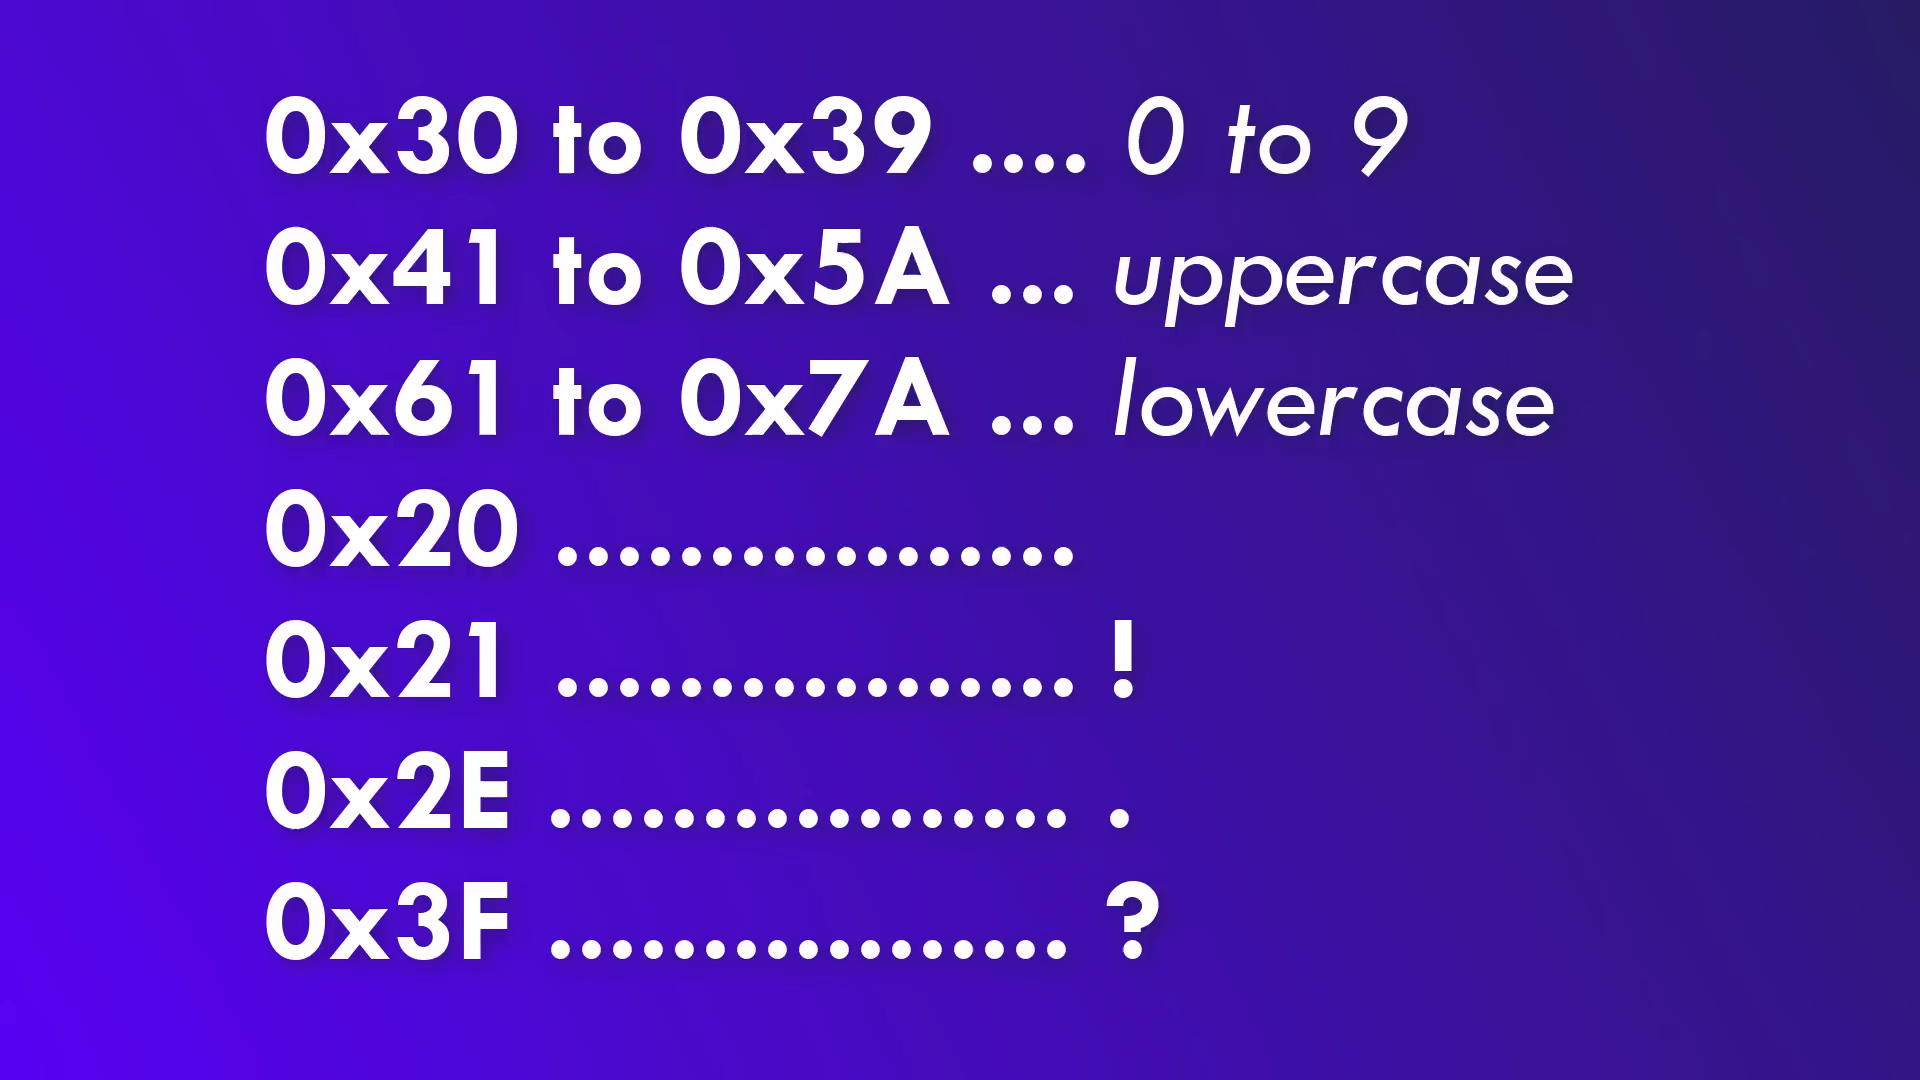 0x30 to 0x39 .... 0 to 9
0x41 to 0x5A ... uppercase
0x61 to 0x7A ... lowercase
0x20 .................
0x21 ................. !
0x2E ................. .
0x3F ................. ?